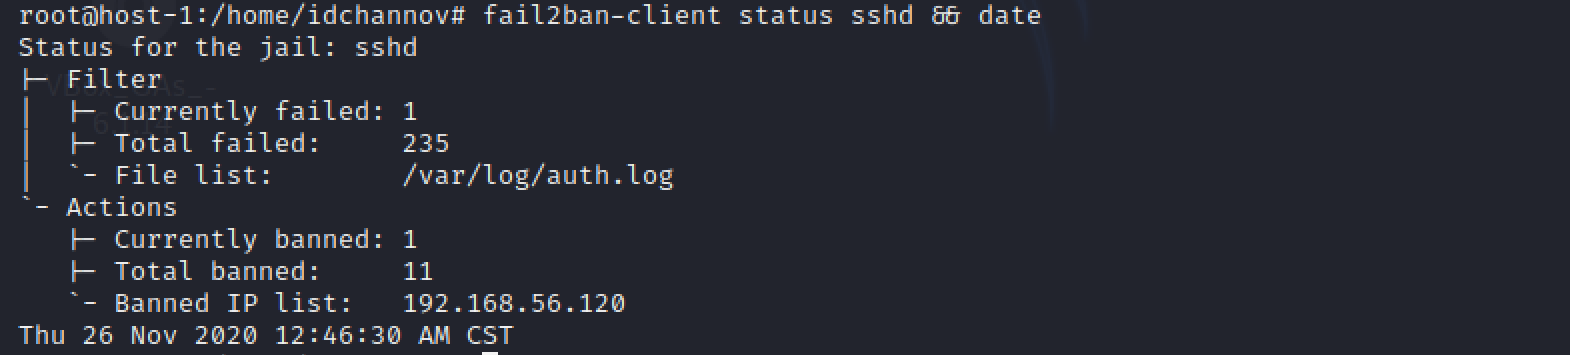 root@host-1:/home/idchannov# fail2ban-client status sshd && date
Status for the jail: sshd
├─ Filter
│  ├─ Currently failed: 1
│  ├─ Total failed:     235
│  `- File list:        /var/log/auth.log
`- Actions
   ├─ Currently banned: 1
   ├─ Total banned:     11
   `- Banned IP list:   192.168.56.120
Thu 26 Nov 2020 12:46:30 AM CST